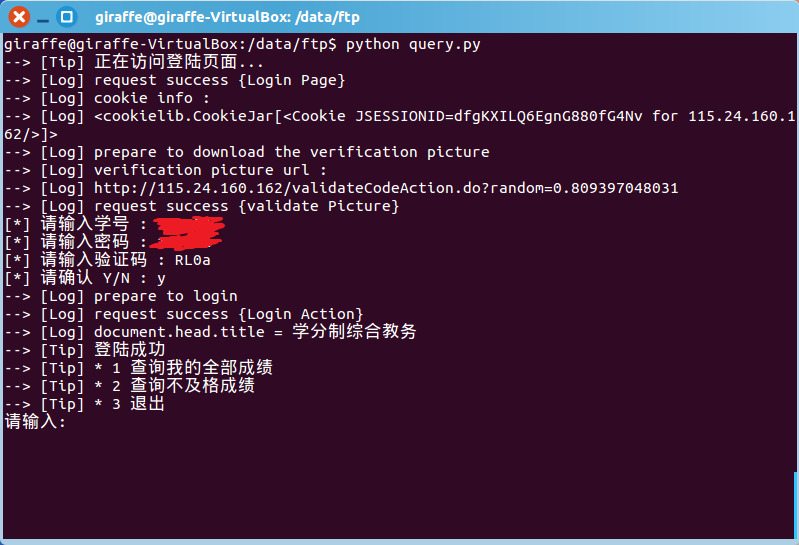 giraffe@giraffe-VirtualBox: /data/ftp
giraffe@giraffe-VirtualBox:/data/ftp$ python query.py
--> [Tip] 正在访问登陆页面...
--> [Log] request success {Login Page}
--> [Log] cookie info :
--> [Log] <cookielib.CookieJar[<Cookie JSESSIONID=dfgKXILQ6EgnG880fG4Nv for 115.24.160.1
62/>]>
--> [Log] prepare to download the verification picture
--> [Log] verification picture url :
--> [Log] http://115.24.160.162/validateCodeAction.do?random=0.809397048031
--> [Log] request success {validate Picture}
[*] 请输入学号 :
[*] 请输入密码 :
[*] 请输入验证码 : RL0a
[*] 请确认 Y/N : y
--> [Log] prepare to login
--> [Log] request success {Login Action}
--> [Log] document.head.title = 学分制综合教务
--> [Tip] 登陆成功
--> [Tip] * 1 查询我的全部成绩
--> [Tip] * 2 查询不及格成绩
--> [Tip] * 3 退出
请输入: